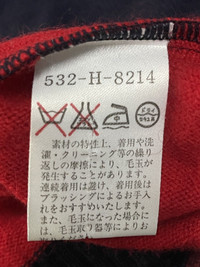 532-H-8214
ドライ
素材の特性上、着用や洗
濯・クリーニング等の繰り
返しの摩擦により、毛玉が
発生することがあります。
連続着用は避け、着用後は
ブラッシングによるお手入
れをおすすめいたします。
また、毛玉になった場合に
は、毛玉取り器等により